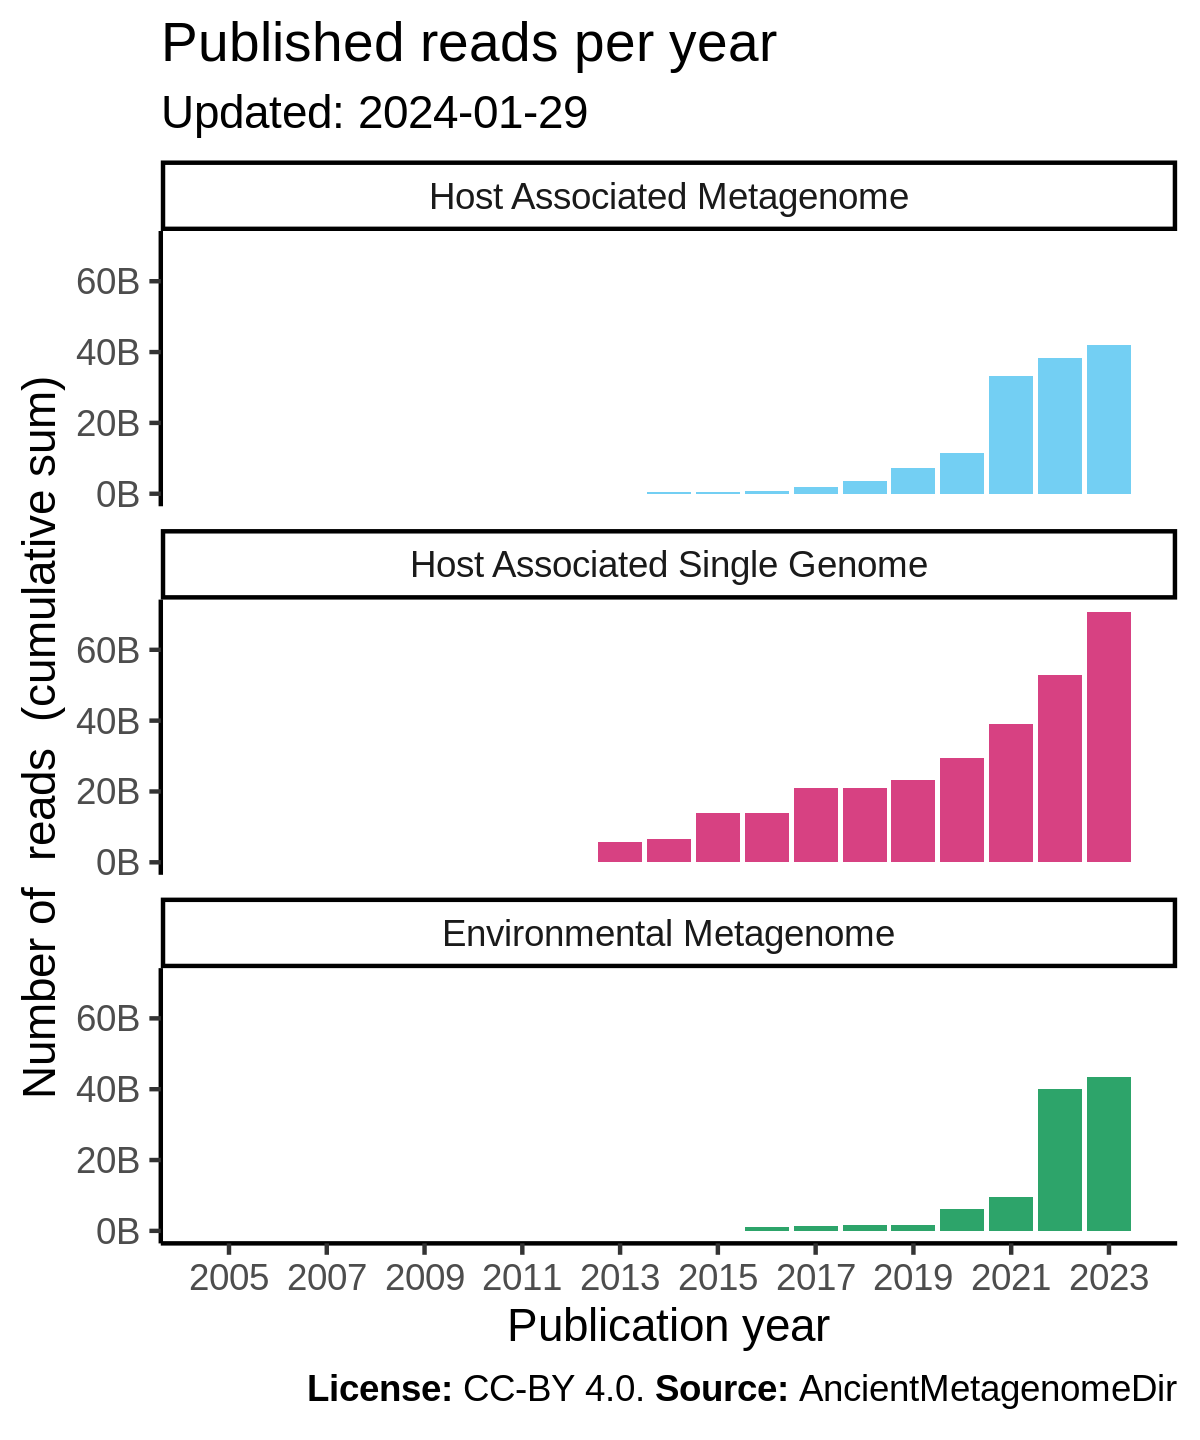 Published reads per year
Updated: 2024-01-29
Host Associated Metagenome
60B
40B
20B
0B
Host Associated Single Genome
60B
40B
20B
0B
Environmental Metagenome
60B
40B
20B
0B
Number of reads (cumulative sum)
2005 2007 2009 2011 2013 2015 2017 2019 2021 2023
Publication year
License: CC-BY 4.0. Source: AncientMetagenomeDir